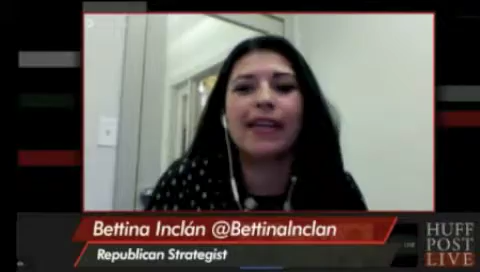 Bettina Inclán @BettinaInclan
Republican Strategist
HUFF
POST
LIVE